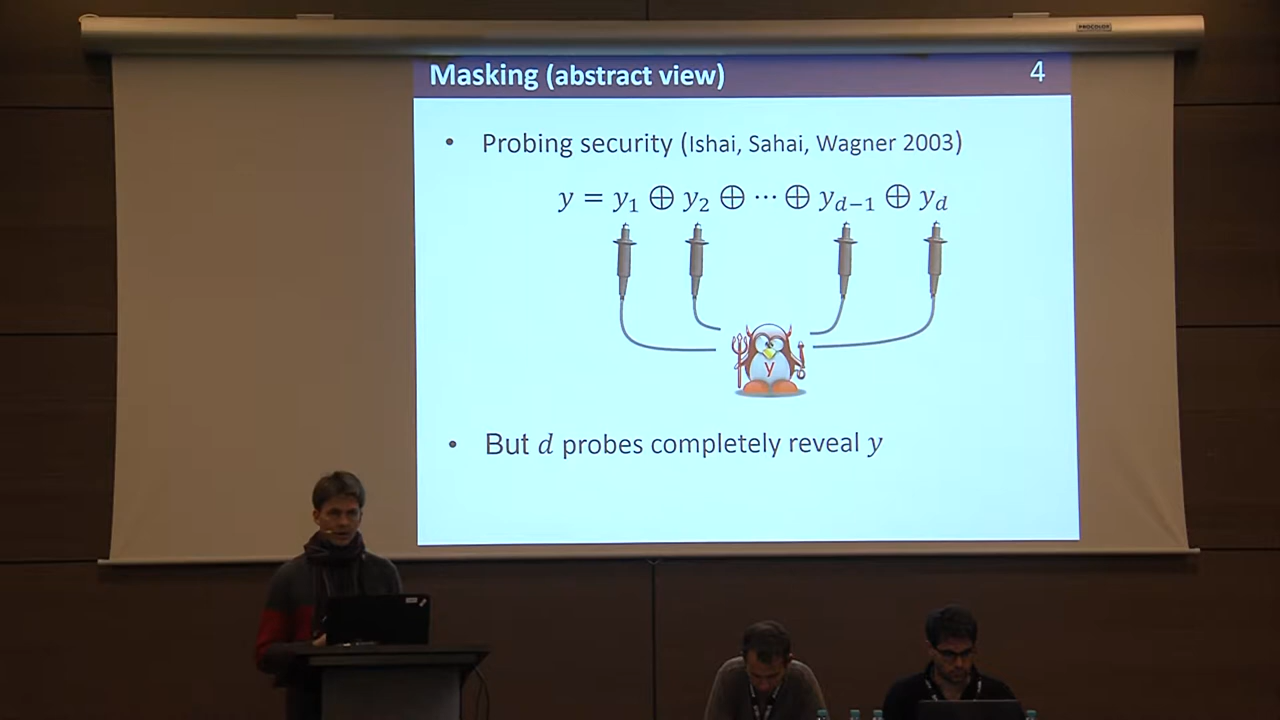 PROCOLOR
Masking (abstract view) 4
• Probing security (Ishai, Sahai, Wagner 2003)
y = y₁ ⊕ y₂ ⊕ ⋯ ⊕ y_{d−1} ⊕ y_d
y
• But d probes completely reveal y